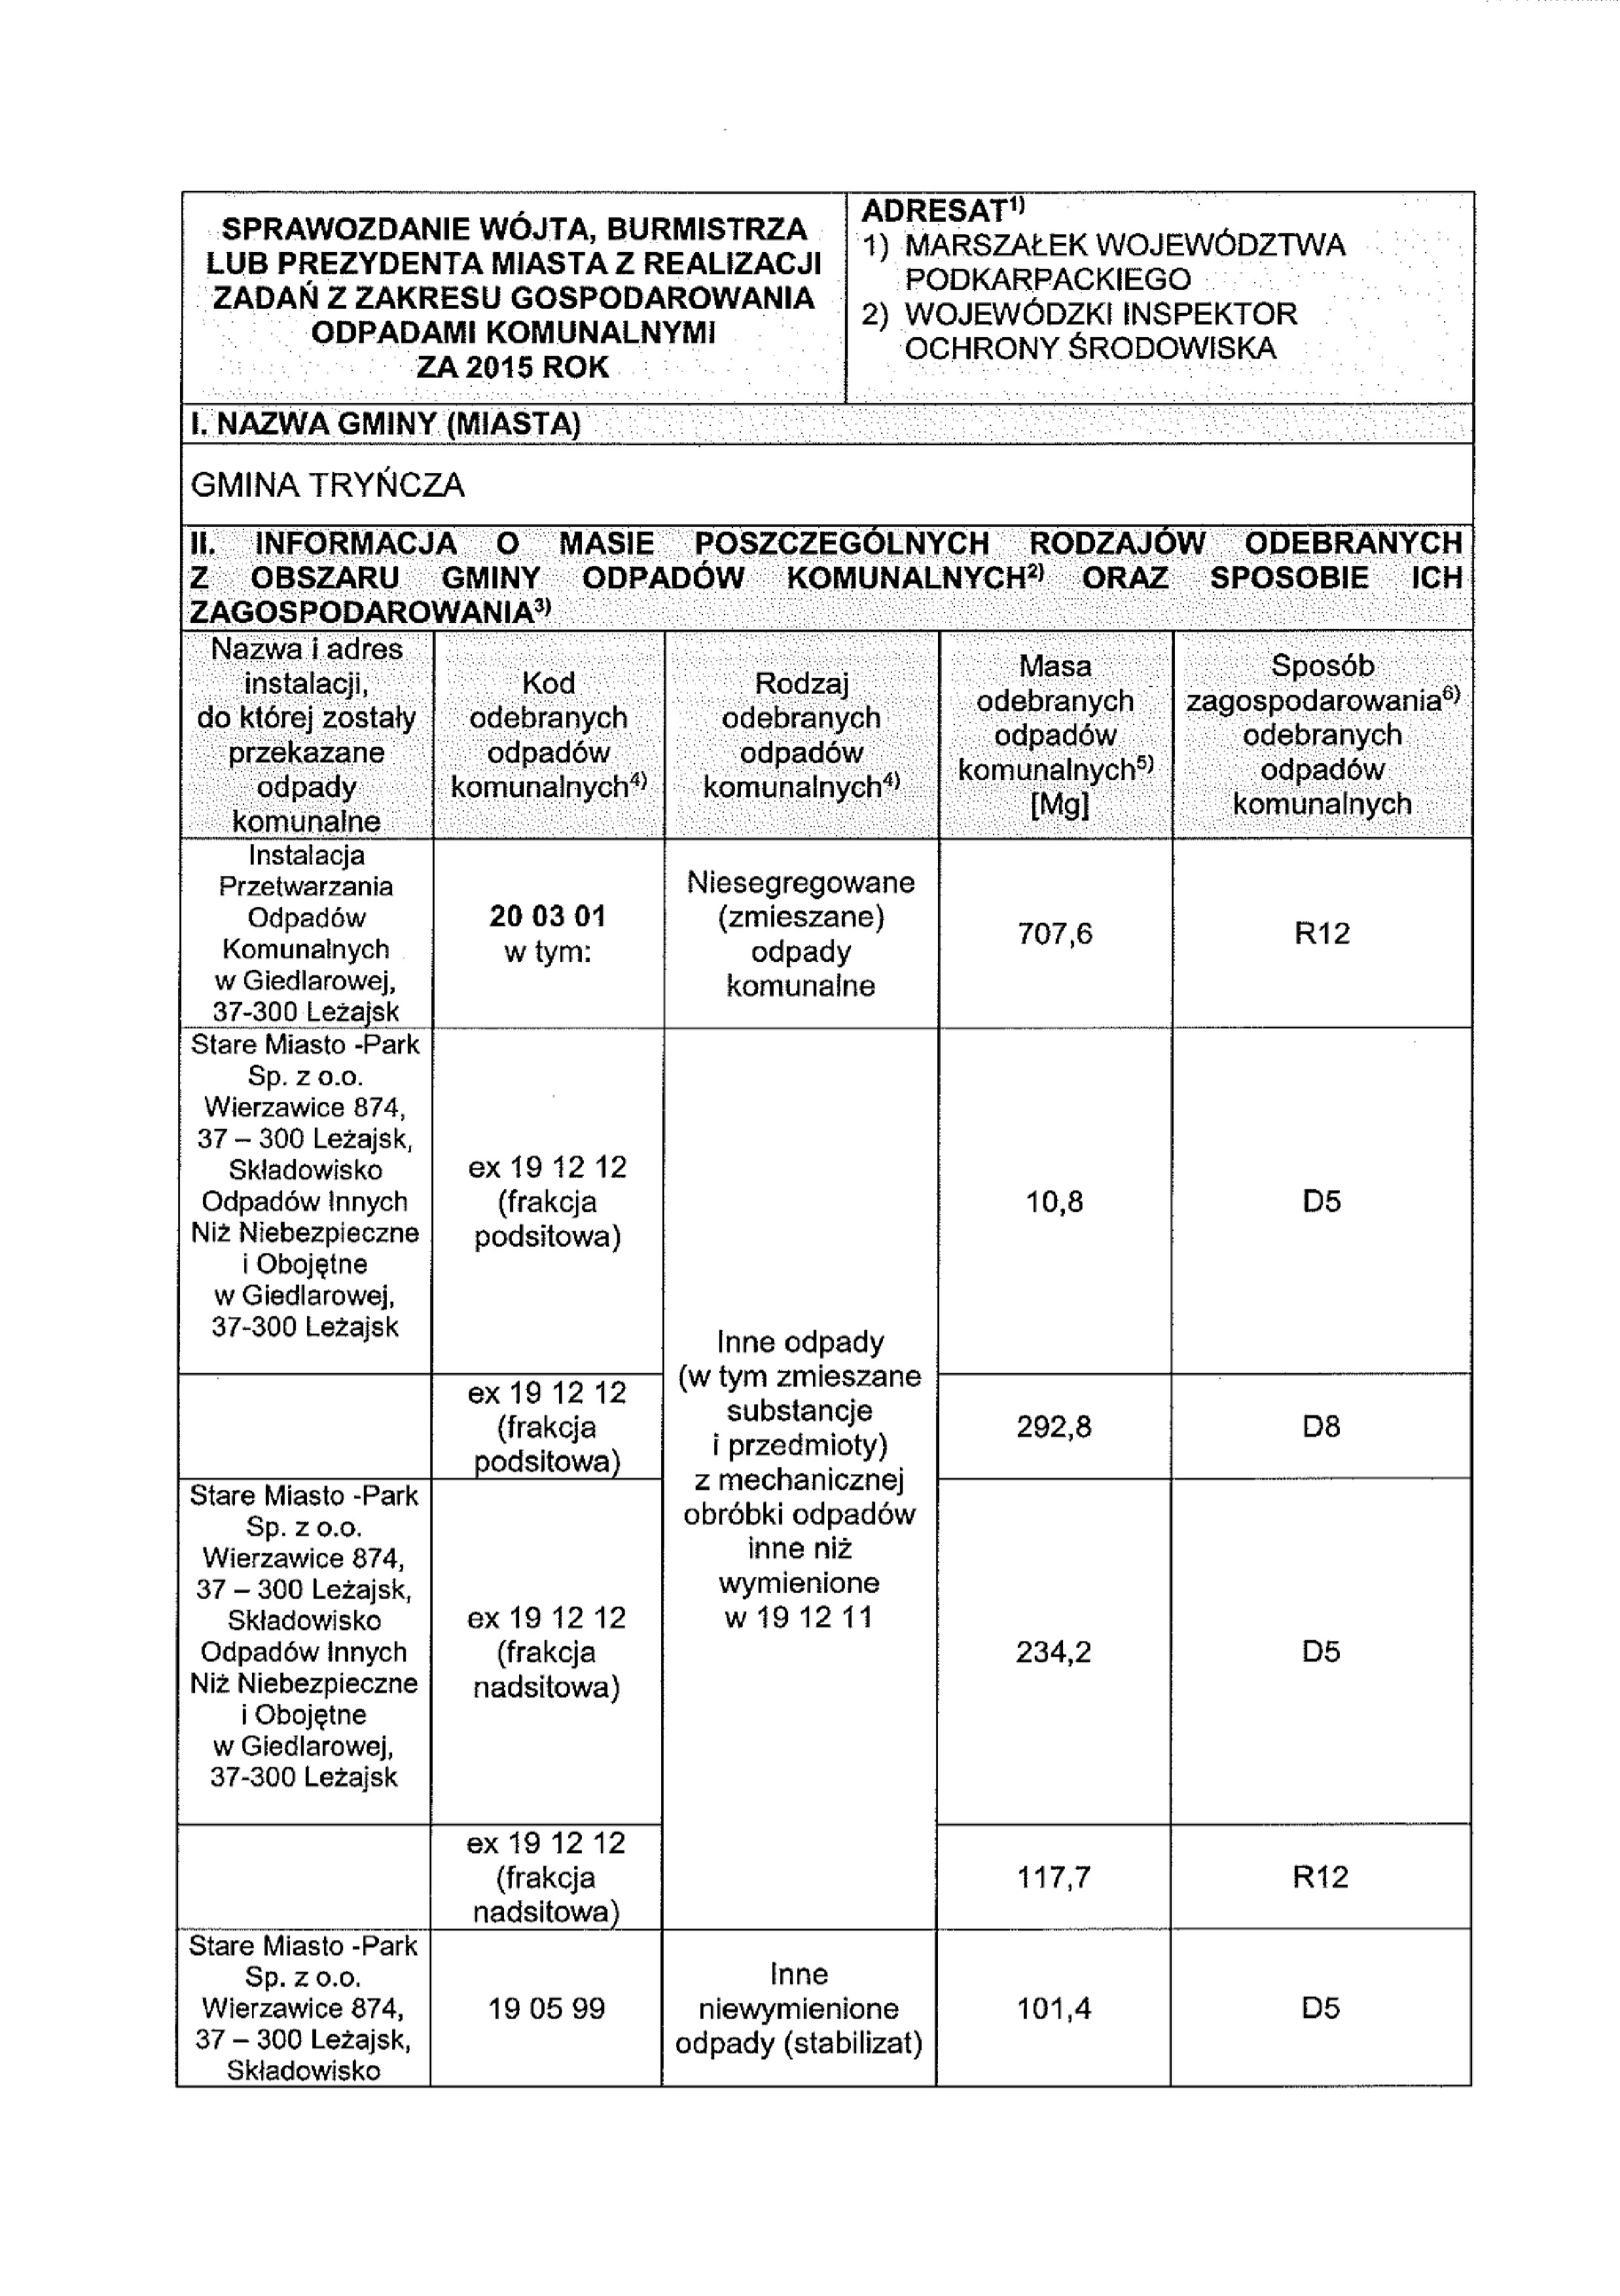 SPRAWOZDANIE WÓJTA, BURMISTRZA
LUB PREZYDENTA MIASTA Z REALIZACJI
ZADAŃ Z ZAKRESU GOSPODAROWANIA
ODPADAMI KOMUNALNYMI
ZA 2015 ROK
ADRESAT1)
1) MARSZAŁEK WOJEWÓDZTWA
PODKARPACKIEGO
2) WOJEWÓDZKI INSPEKTOR
OCHRONY ŚRODOWISKA
I. NAZWA GMINY (MIASTA)
GMINA TRYŃCZA
II. INFORMACJA O MASIE POSZCZEGÓLNYCH RODZAJÓW ODEBRANYCH
Z OBSZARU GMINY ODPADÓW KOMUNALNYCH2) ORAZ SPOSOBIE ICH
ZAGOSPODAROWANIA3)
Nazwa i adres
instalacji,
do której zostały
przekazane
odpady
komunalne
Kod
odebranych
odpadów
komunalnych4)
Rodzaj
odebranych
odpadów
komunalnych4)
Masa
odebranych
odpadów
komunalnych5)
[Mg]
Sposób
zagospodarowania6)
odebranych
odpadów
komunalnych
Instalacja
Przetwarzania
Odpadów
Komunalnych
w Giedlarowej,
37-300 Leżajsk
20 03 01
w tym:
Niesegregowane
(zmieszane)
odpady
komunalne
707,6
R12
Stare Miasto -Park
Sp. z o.o.
Wierzawice 874,
37 – 300 Leżajsk,
Składowisko
Odpadów Innych
Niż Niebezpieczne
i Obojętne
w Giedlarowej,
37-300 Leżajsk
ex 19 12 12
(frakcja
podsitowa)
Inne odpady
(w tym zmieszane
substancje
i przedmioty)
z mechanicznej
obróbki odpadów
inne niż
wymienione
w 19 12 11
10,8
D5
ex 19 12 12
(frakcja
podsitowa)
292,8
D8
Stare Miasto -Park
Sp. z o.o.
Wierzawice 874,
37 – 300 Leżajsk,
Składowisko
Odpadów Innych
Niż Niebezpieczne
i Obojętne
w Giedlarowej,
37-300 Leżajsk
ex 19 12 12
(frakcja
nadsitowa)
234,2
D5
ex 19 12 12
(frakcja
nadsitowa)
117,7
R12
Stare Miasto -Park
Sp. z o.o.
Wierzawice 874,
37 – 300 Leżajsk,
Składowisko
19 05 99
Inne
niewymienione
odpady (stabilizat)
101,4
D5